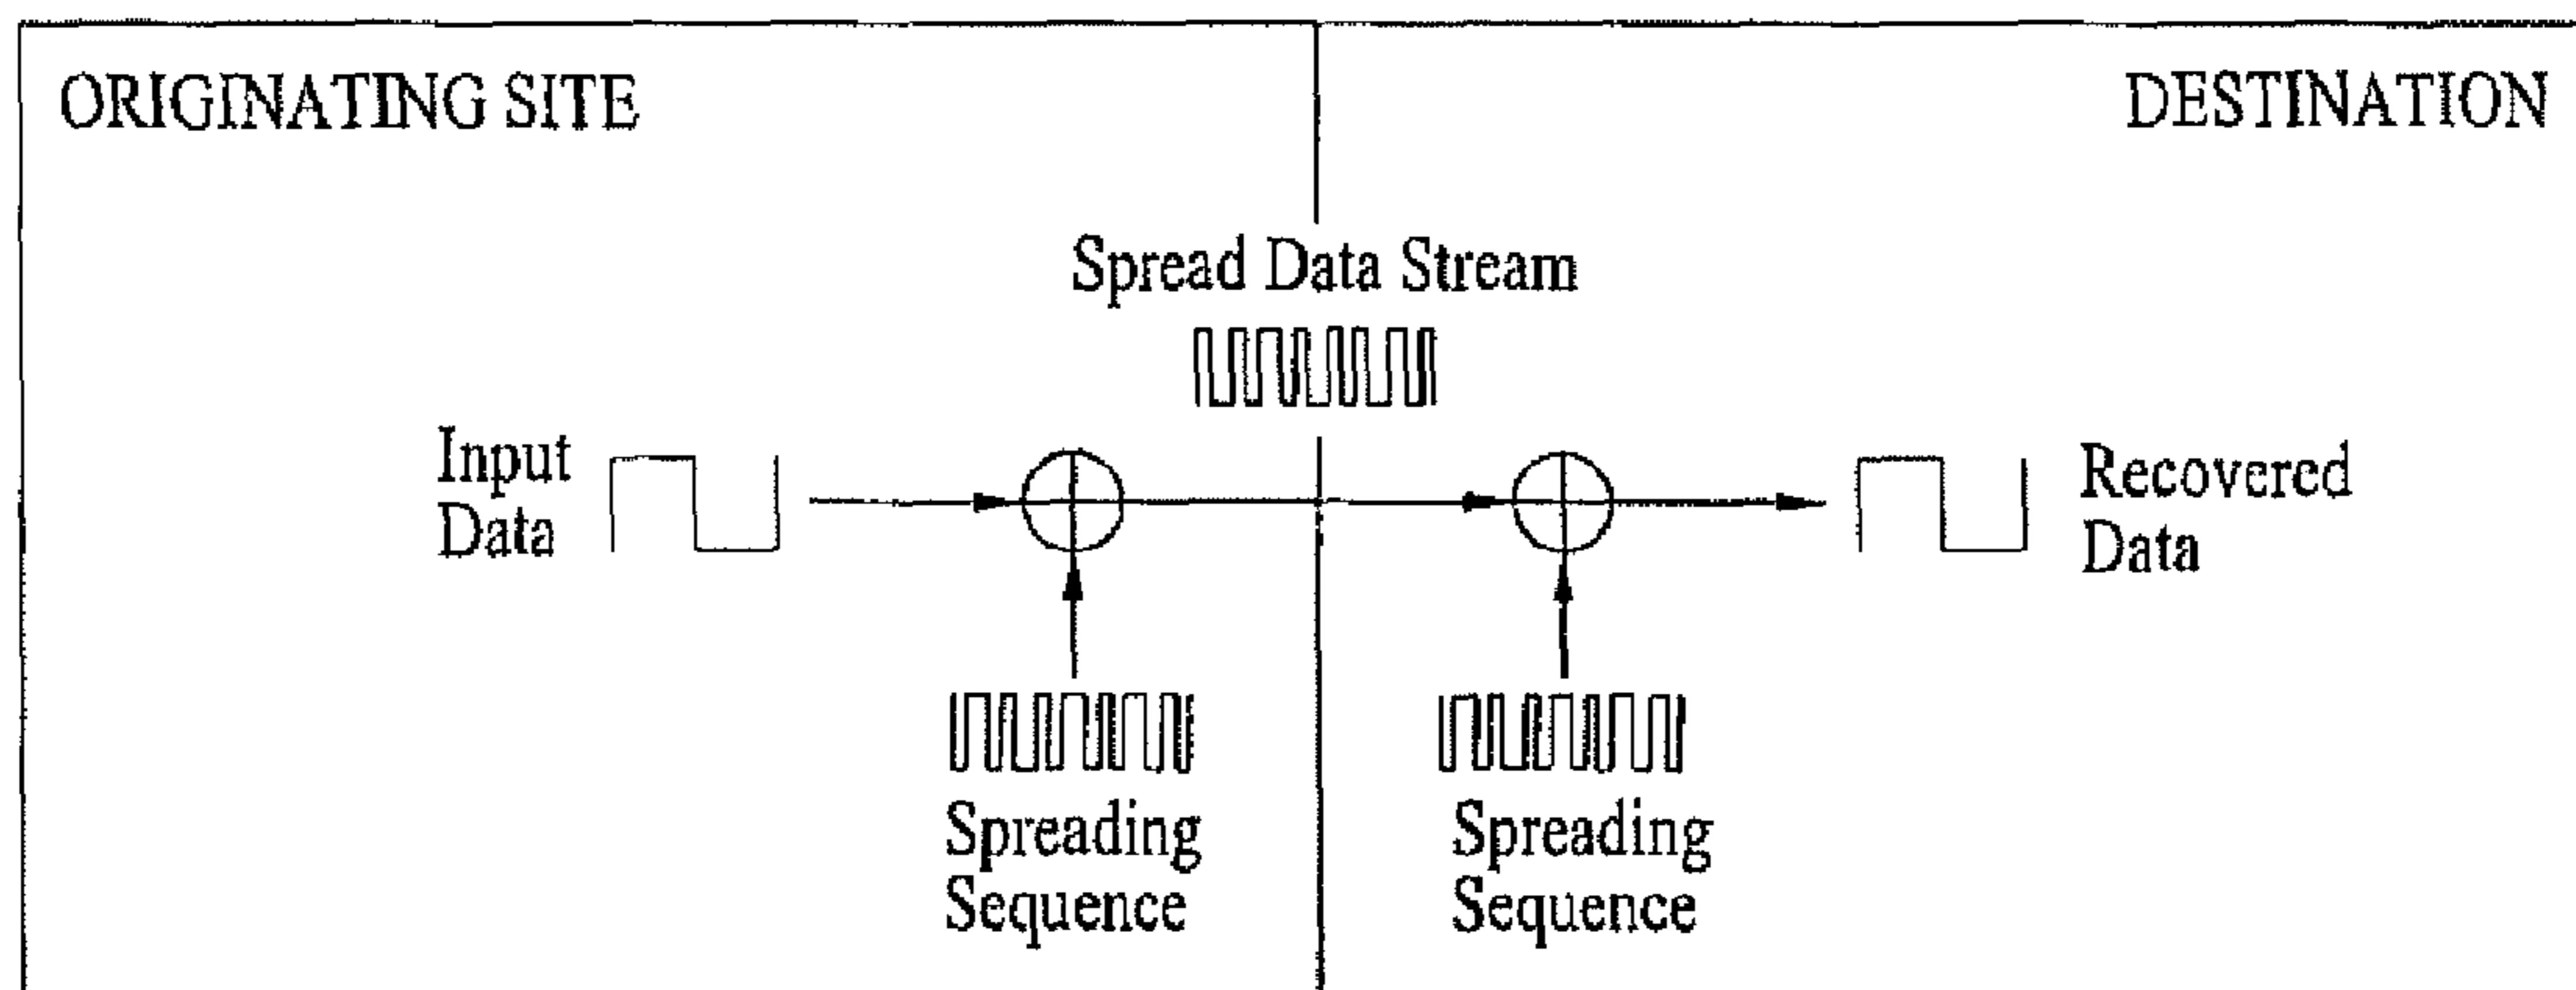 ORIGINATING SITE
DESTINATION
Spread Data Stream
Input
Data
Recovered
Data
Spreading
Sequence
Spreading
Sequence